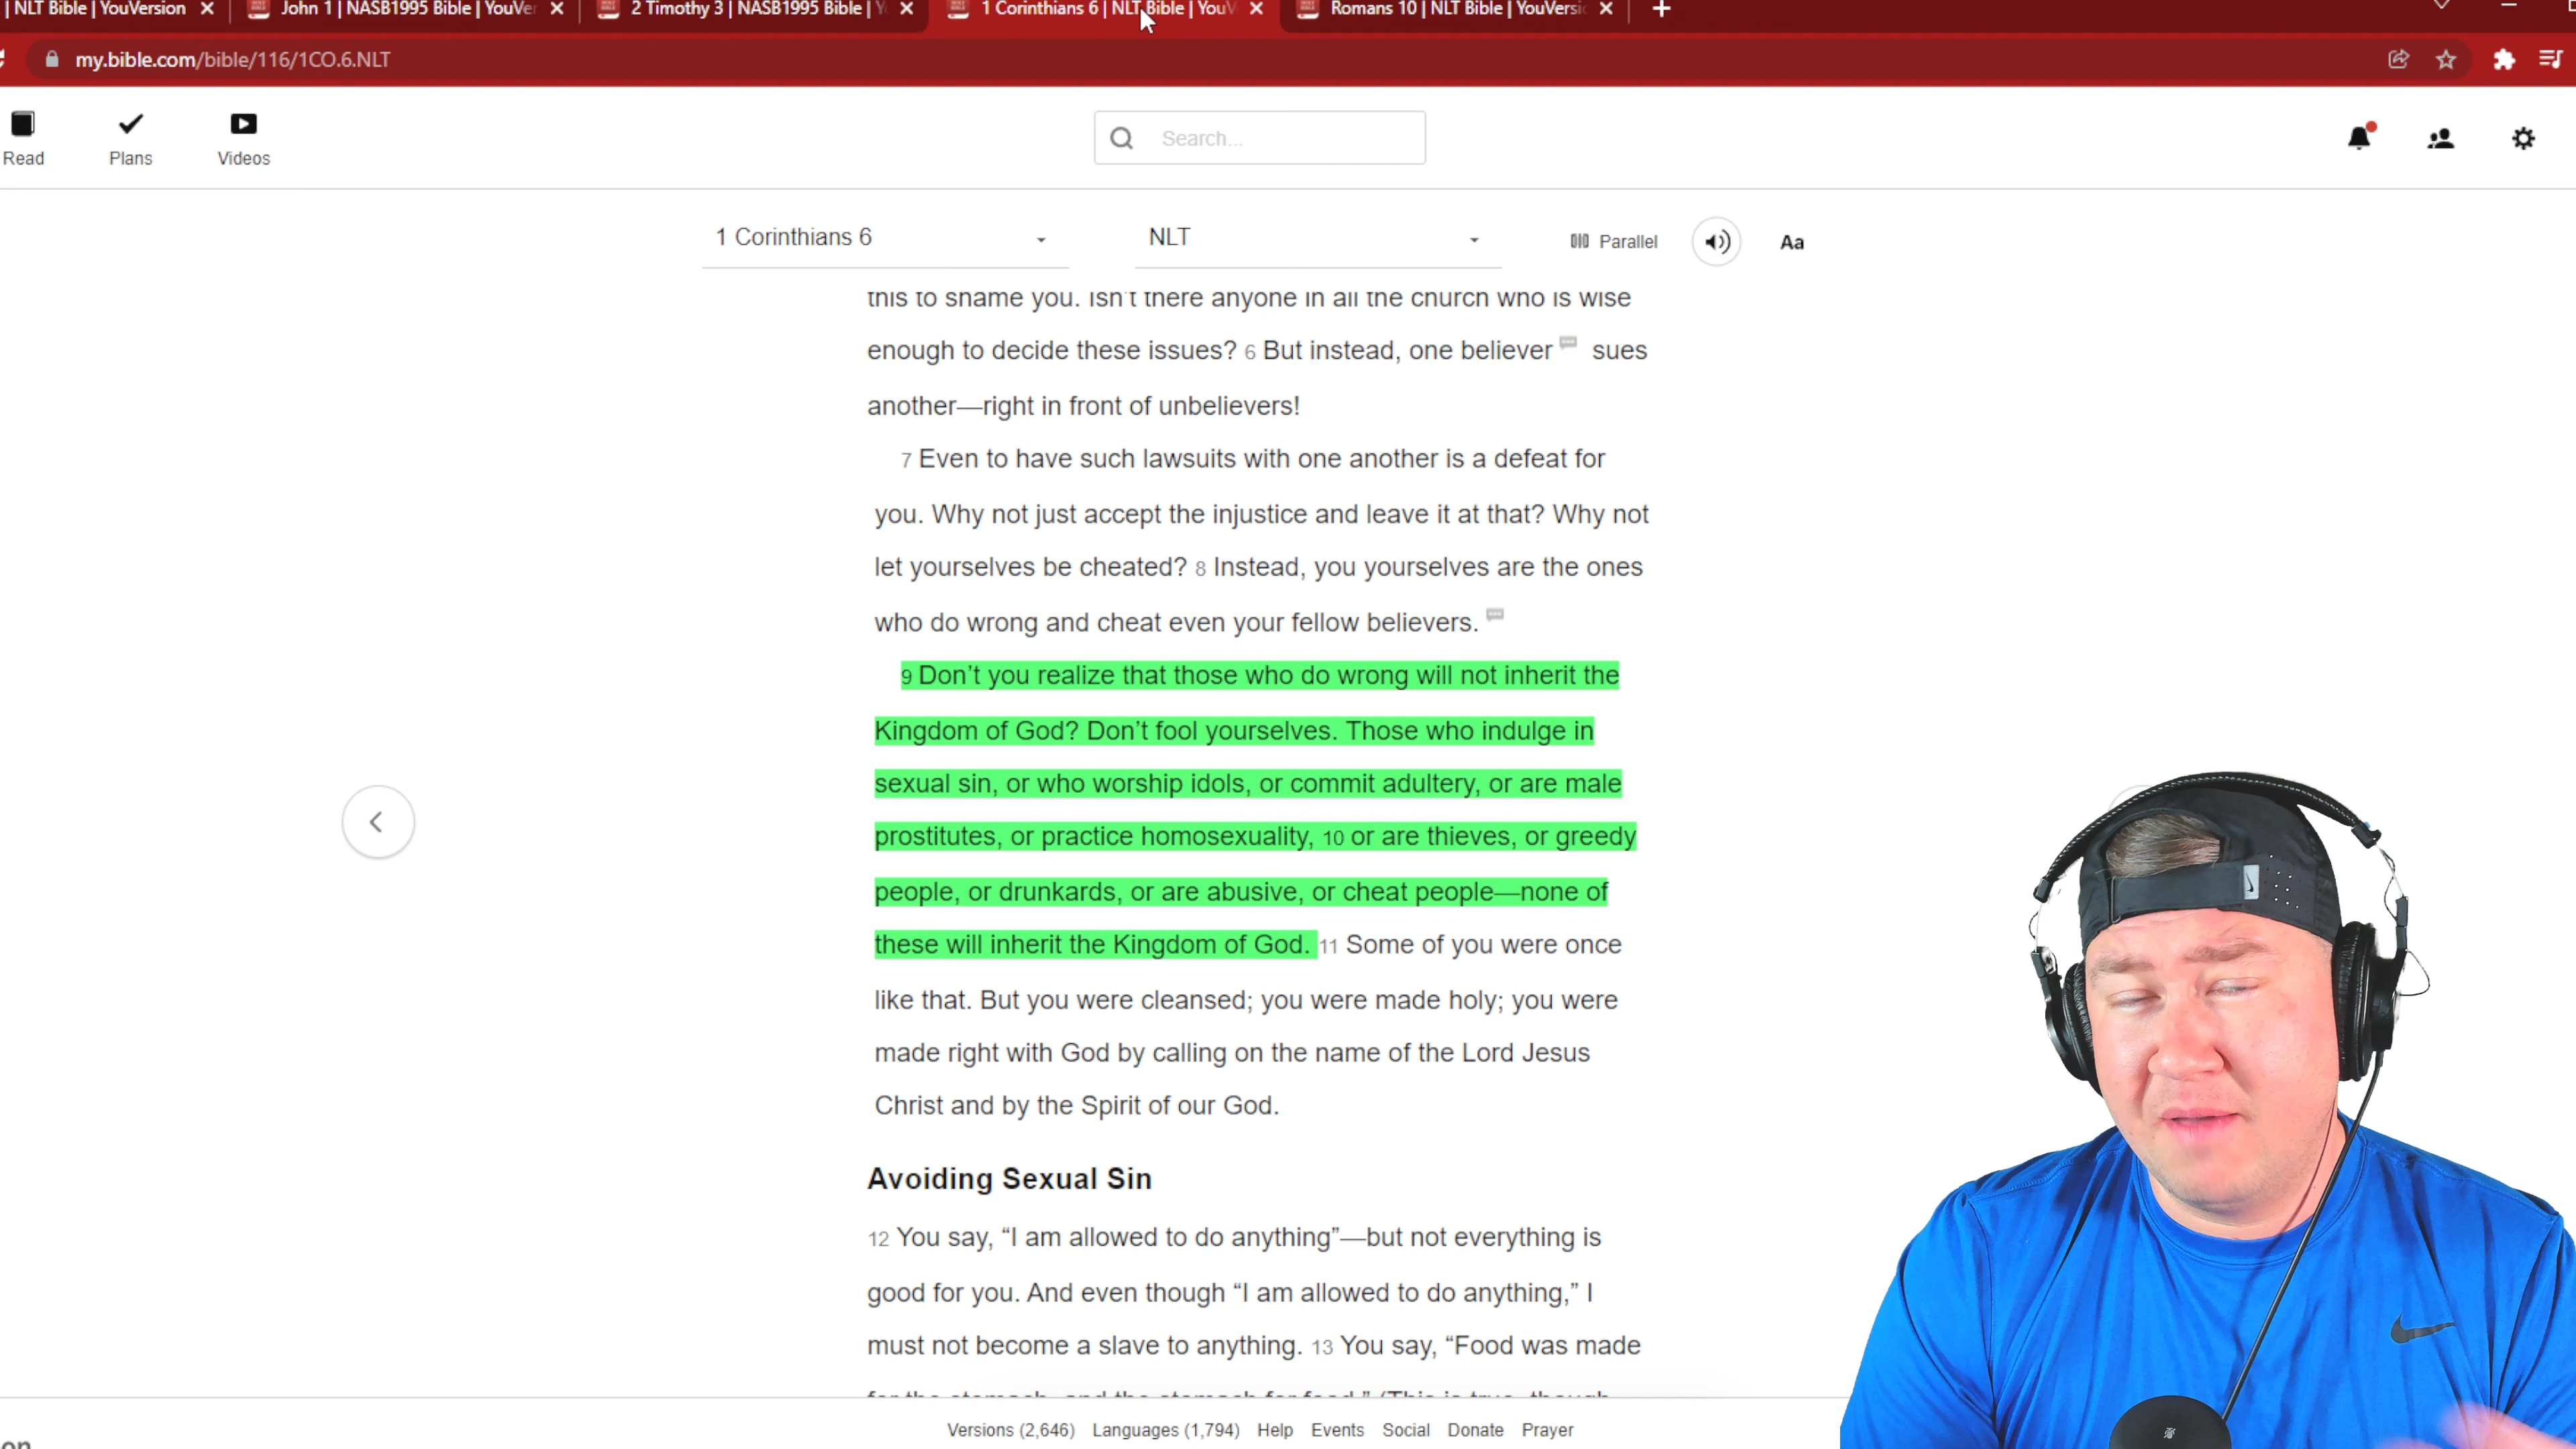 | NLT Bible | YouVersion
John 1 | NASB1995 Bible | YouVer
2 Timothy 3 | NASB1995 Bible | Y
1 Corinthians 6 | NLT Bible | YouV
Romans 10 | NLT Bible | YouVersi
my.bible.com/bible/116/1CO.6.NLT
Read
Plans
Videos
Search...
1 Corinthians 6
NLT
Parallel
Aa
this to shame you. Isn't there anyone in all the church who is wise
enough to decide these issues? 6 But instead, one believer sues
another—right in front of unbelievers!
7 Even to have such lawsuits with one another is a defeat for
you. Why not just accept the injustice and leave it at that? Why not
let yourselves be cheated? 8 Instead, you yourselves are the ones
who do wrong and cheat even your fellow believers.
9 Don’t you realize that those who do wrong will not inherit the
Kingdom of God? Don’t fool yourselves. Those who indulge in
sexual sin, or who worship idols, or commit adultery, or are male
prostitutes, or practice homosexuality, 10 or are thieves, or greedy
people, or drunkards, or are abusive, or cheat people—none of
these will inherit the Kingdom of God. 11 Some of you were once
like that. But you were cleansed; you were made holy; you were
made right with God by calling on the name of the Lord Jesus
Christ and by the Spirit of our God.
Avoiding Sexual Sin
12 You say, “I am allowed to do anything”—but not everything is
good for you. And even though “I am allowed to do anything,” I
must not become a slave to anything. 13 You say, “Food was made
for the stomach, and the stomach for food.” (This is true, though
Versions (2,646) Languages (1,794) Help Events Social Donate Prayer